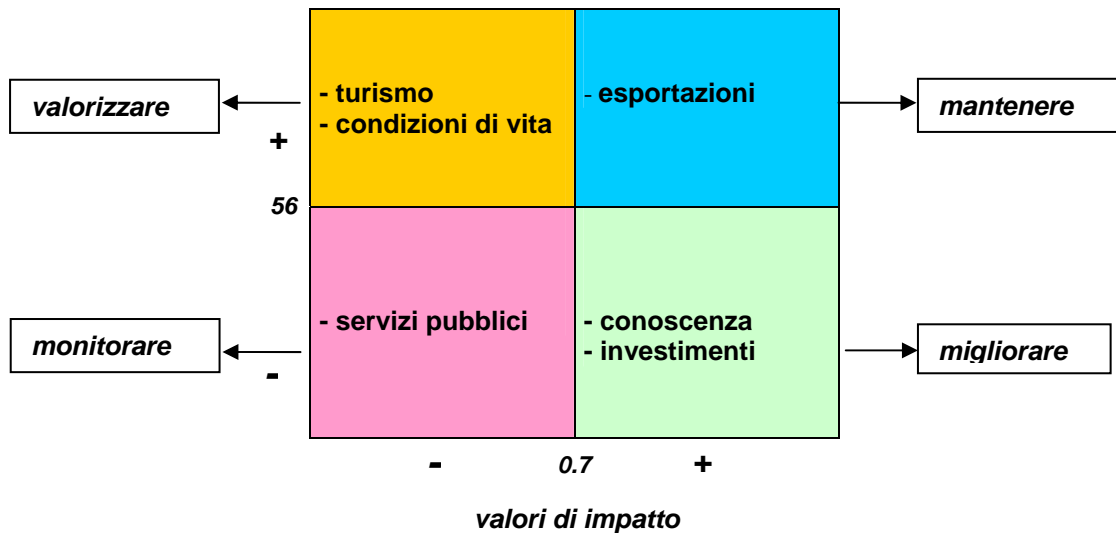 valorizzare
- turismo
- condizioni di vita
- esportazioni
mantenere
+
56
monitorare
- servizi pubblici
- conoscenza
- investimenti
migliorare
-
- 0.7 +
valori di impatto